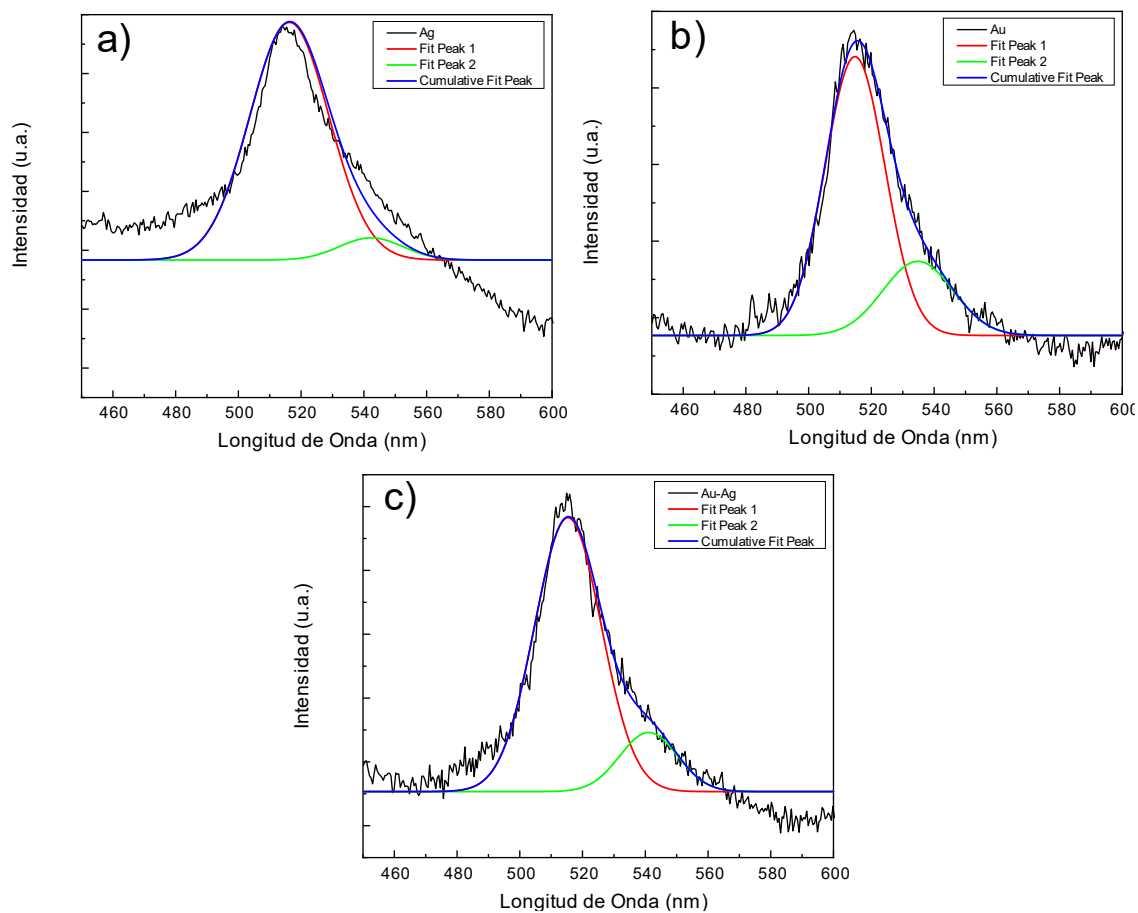 a)
Ag
Fit Peak 1
Fit Peak 2
Cumulative Fit Peak
Intensidad (u.a.)
460 480 500 520 540 560 580 600
Longitud de Onda (nm)
b)
Au
Fit Peak 1
Fit Peak 2
Cumulative Fit Peak
Intensidad (u.a.)
460 480 500 520 540 560 580 600
Longitud de Onda (nm)
c)
Au-Ag
Fit Peak 1
Fit Peak 2
Cumulative Fit Peak
Intensidad (u.a.)
460 480 500 520 540 560 580 600
Longitud de Onda (nm)